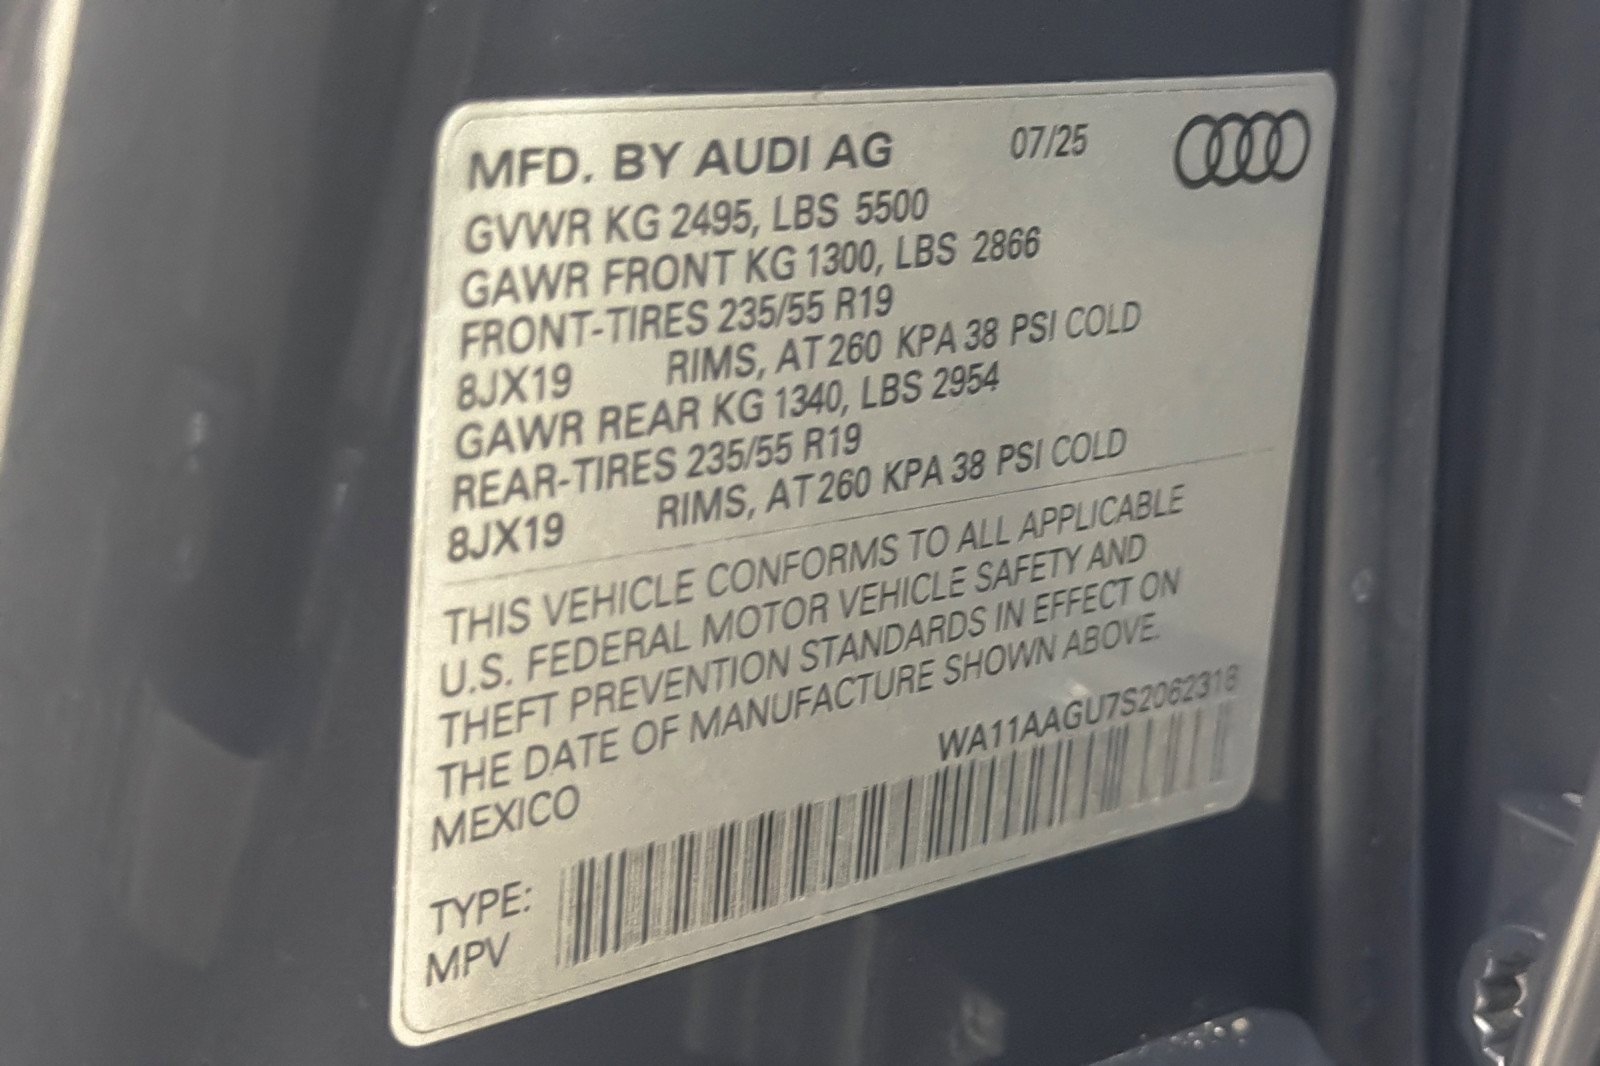 MFD. BY AUDI AG 07/25
GVWR KG 2495, LBS 5500
GAWR FRONT KG 1300, LBS 2866
FRONT-TIRES 235/55 R19
8JX19 RIMS, AT 260 KPA 38 PSI COLD
GAWR REAR KG 1340, LBS 2954
REAR-TIRES 235/55 R19
8JX19 RIMS, AT 260 KPA 38 PSI COLD
THIS VEHICLE CONFORMS TO ALL APPLICABLE
U.S. FEDERAL MOTOR VEHICLE SAFETY AND
THEFT PREVENTION STANDARDS IN EFFECT ON
THE DATE OF MANUFACTURE SHOWN ABOVE.
MEXICO
WA11AAGU7S2062318
TYPE:
MPV